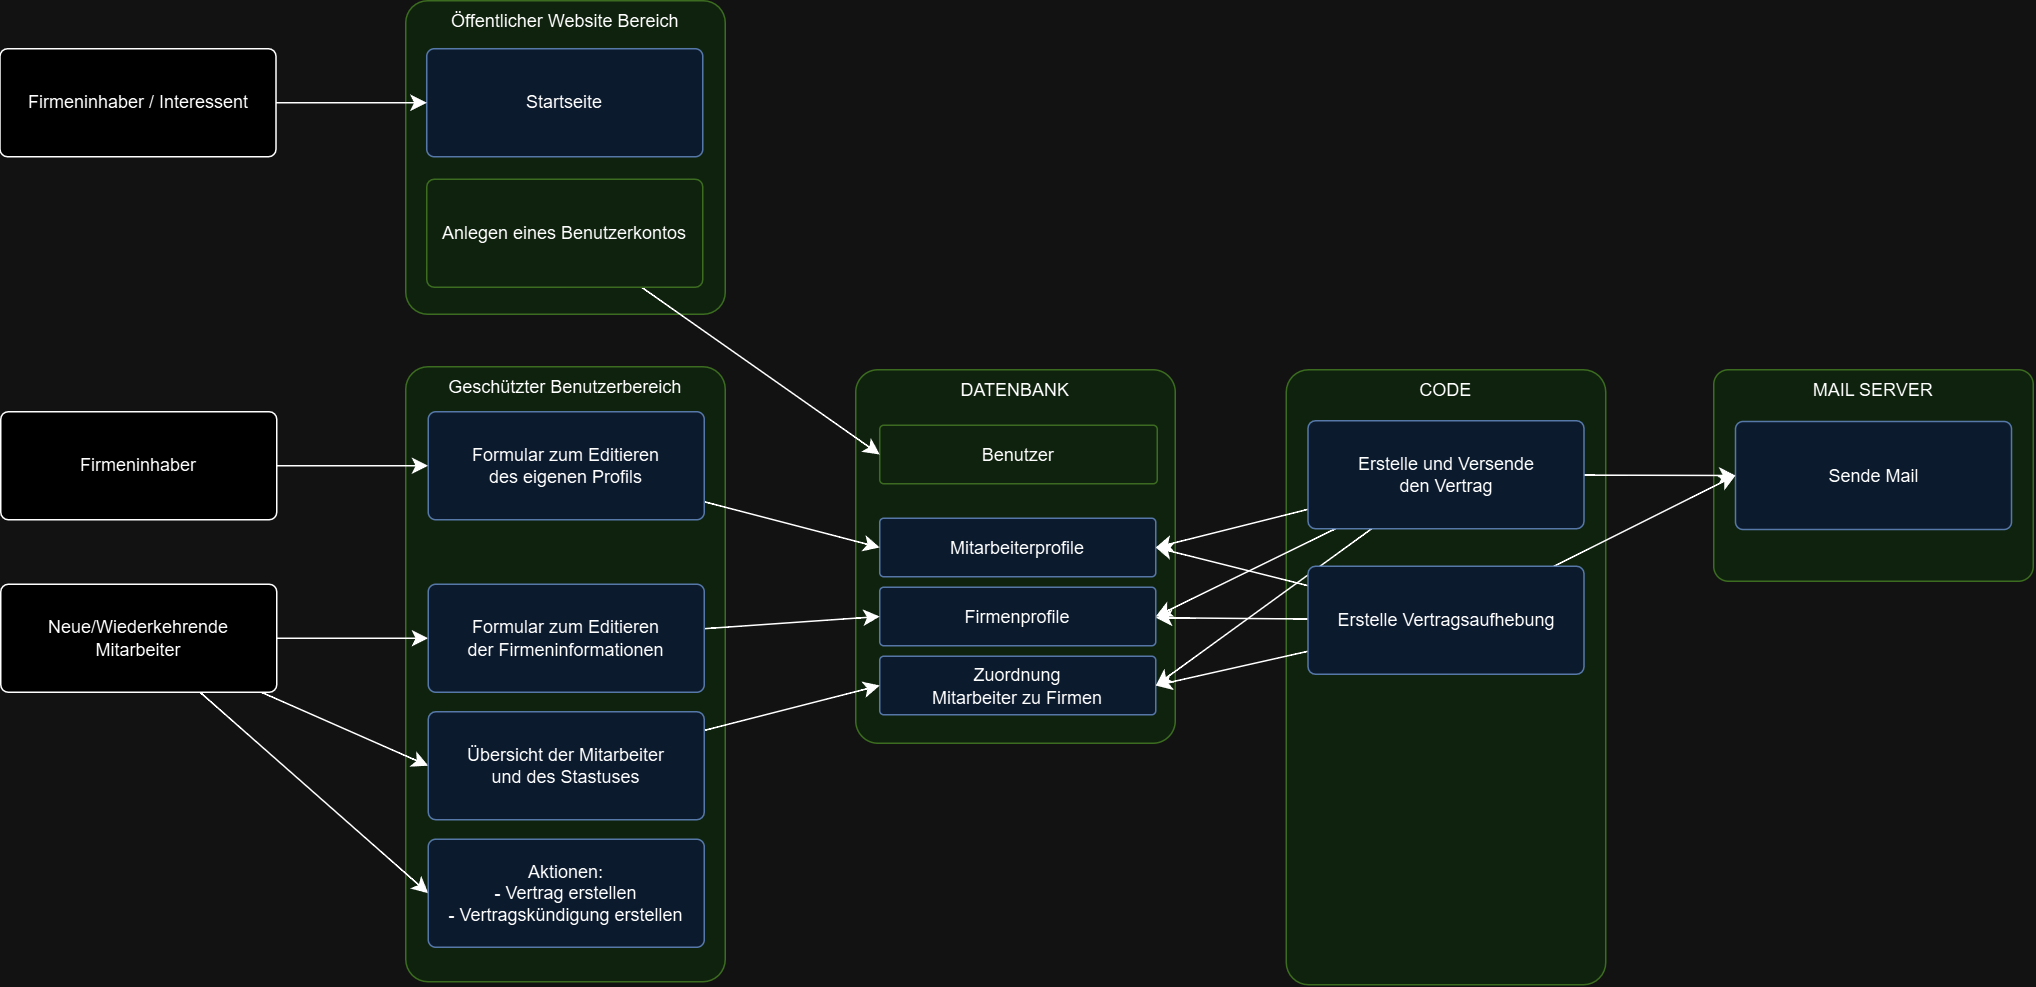 Öffentlicher Website Bereich
Firmeninhaber / Interessent
Startseite
Anlegen eines Benutzerkontos
Geschützter Benutzerbereich
DATENBANK
CODE
MAIL SERVER
Firmeninhaber
Formular zum Editieren
des eigenen Profils
Benutzer
Erstelle und Versende
den Vertrag
Sende Mail
Mitarbeiterprofile
Neue/Wiederkehrende
Mitarbeiter
Formular zum Editieren
der Firmeninformationen
Firmenprofile
Erstelle Vertragsaufhebung
Zuordnung
Mitarbeiter zu Firmen
Übersicht der Mitarbeiter
und des Stastuses
Aktionen:
- Vertrag erstellen
- Vertragskündigung erstellen